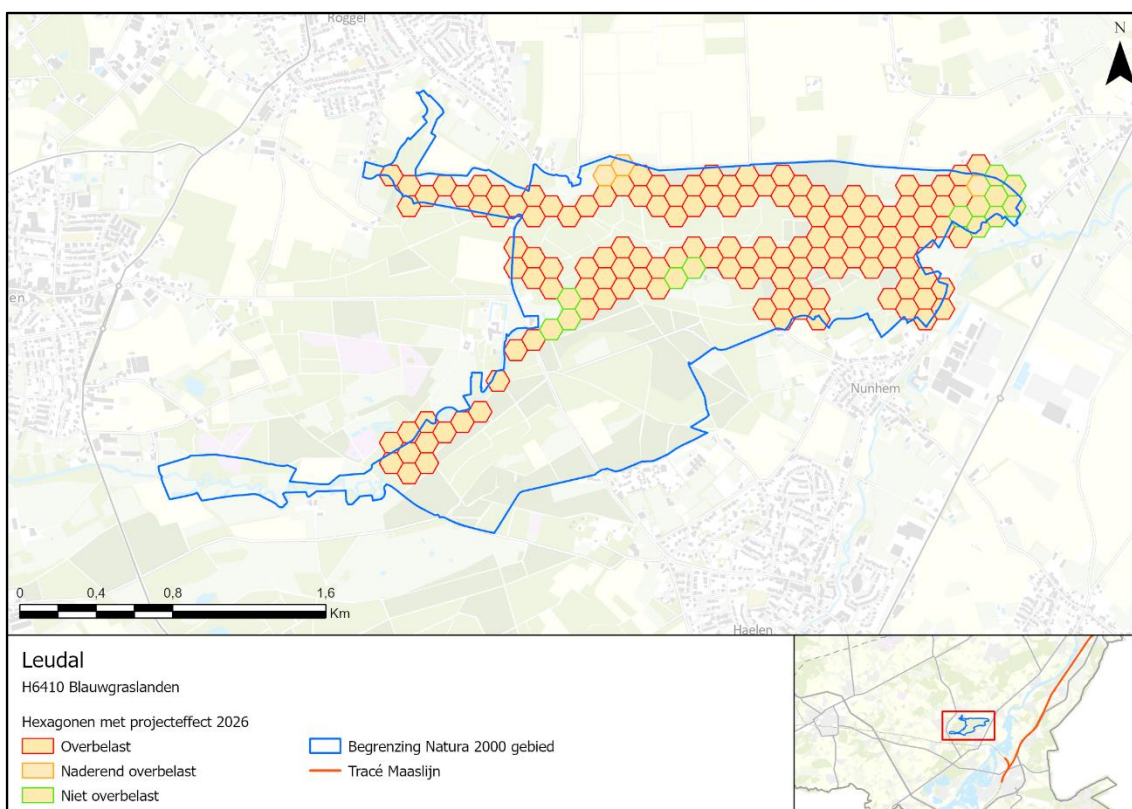 Roggel
N
en
Nunhem
Haelen
0 0,4 0,8 1,6
Km
Leudal
H6410 Blauwgraslanden
Hexagonen met projecteffect 2026
Overbelast
Naderend overbelast
Niet overbelast
Begrenzing Natura 2000 gebied
Tracé Maaslijn